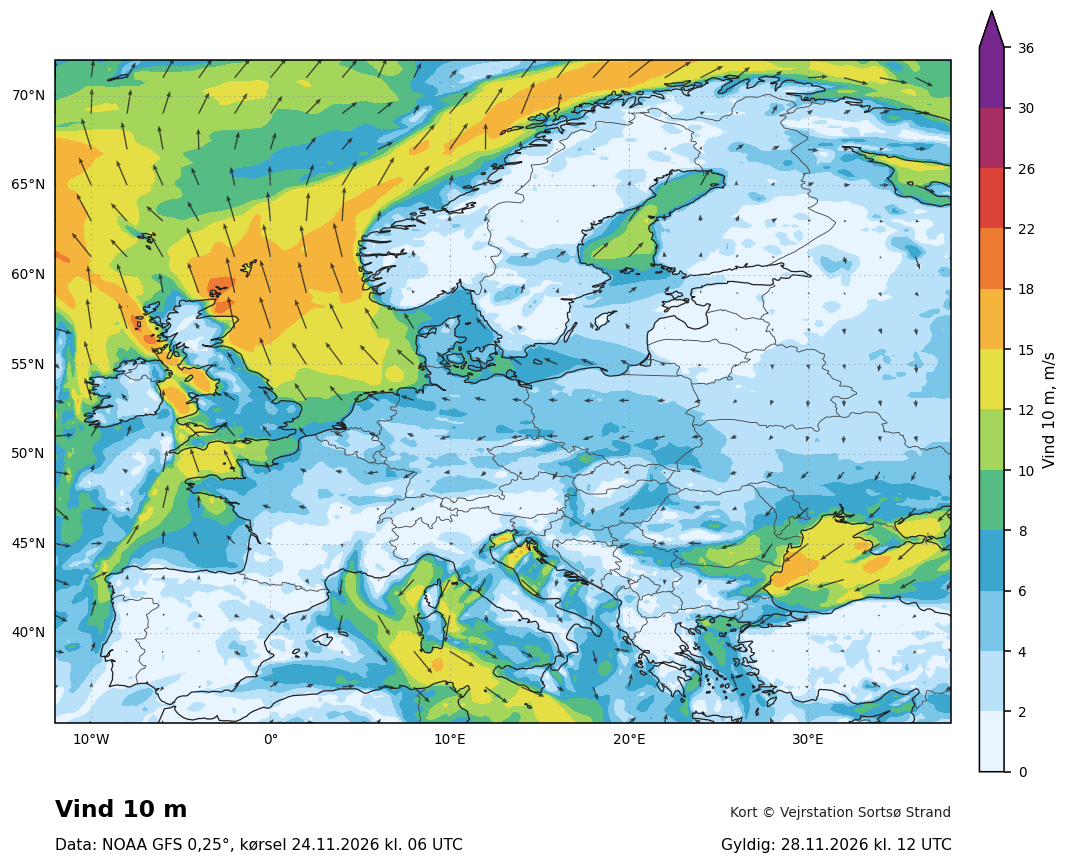 70°N
65°N
60°N
55°N
50°N
45°N
40°N
10°W
0°
10°E
20°E
30°E
36
30
26
22
18
15
12
10
8
6
4
2
0
Vind 10 m, m/s
Vind 10 m
Kort © Vejrstation Sortsø Strand
Data: NOAA GFS 0,25°, kørsel 24.11.2026 kl. 06 UTC
Gyldig: 28.11.2026 kl. 12 UTC